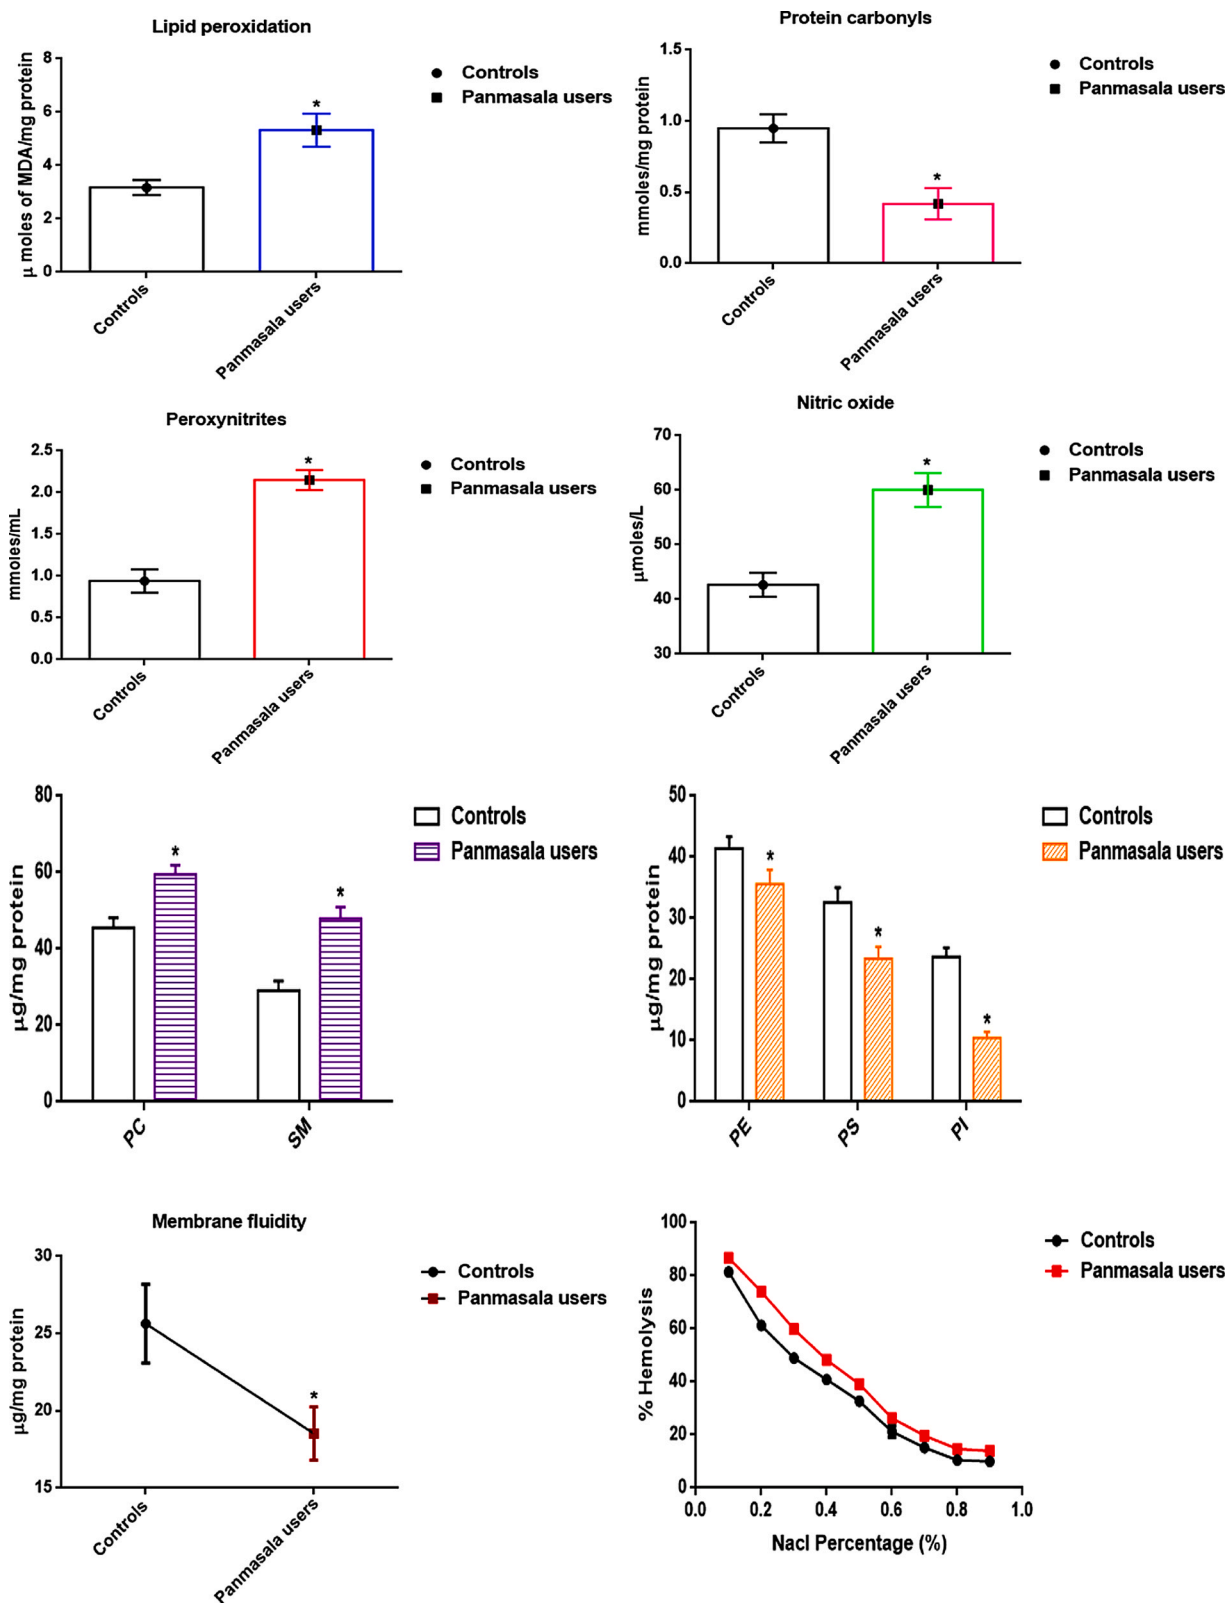 Lipid peroxidation
μ moles of MDA/mg protein
8
6
4
2
0
*
Controls
Panmasala users
Controls
Panmasala users
Protein carbonyls
mmoles/mg protein
1.5
1.0
0.5
0.0
*
Controls
Panmasala users
Controls
Panmasala users
Peroxynitrites
mmoles/mL
2.5
2.0
1.5
1.0
0.5
0.0
*
Controls
Panmasala users
Controls
Panmasala users
Nitric oxide
μmoles/L
70
60
50
40
30
*
Controls
Panmasala users
Controls
Panmasala users
μg/mg protein
80
60
40
20
0
*
*
PC
SM
Controls
Panmasala users
μg/mg protein
50
40
30
20
10
0
*
*
*
PE
PS
PI
Controls
Panmasala users
Membrane fluidity
μg/mg protein
30
25
20
15
*
Controls
Panmasala users
Controls
Panmasala users
% Hemolysis
100
80
60
40
20
0
0.0 0.2 0.4 0.6 0.8 1.0
Nacl Percentage (%)
Controls
Panmasala users